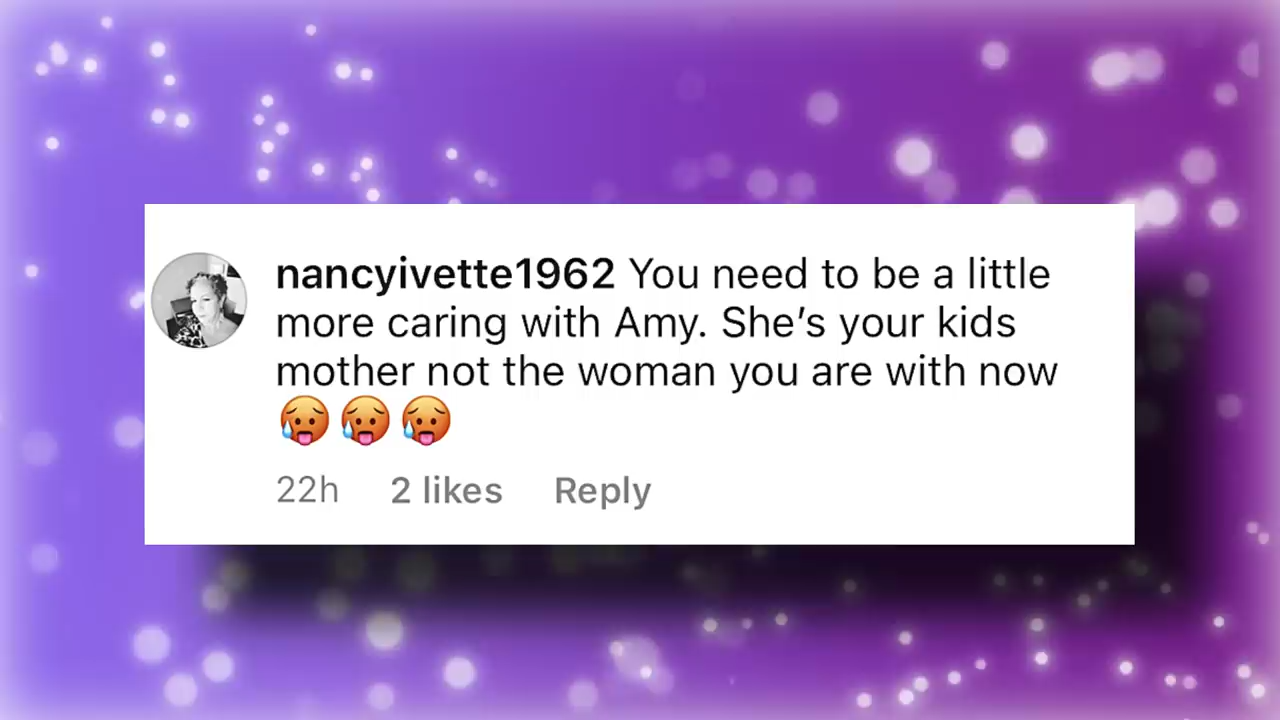 nancyivette1962 You need to be a little
more caring with Amy. She’s your kids
mother not the woman you are with now
🥵🥵🥵
22h 2 likes Reply